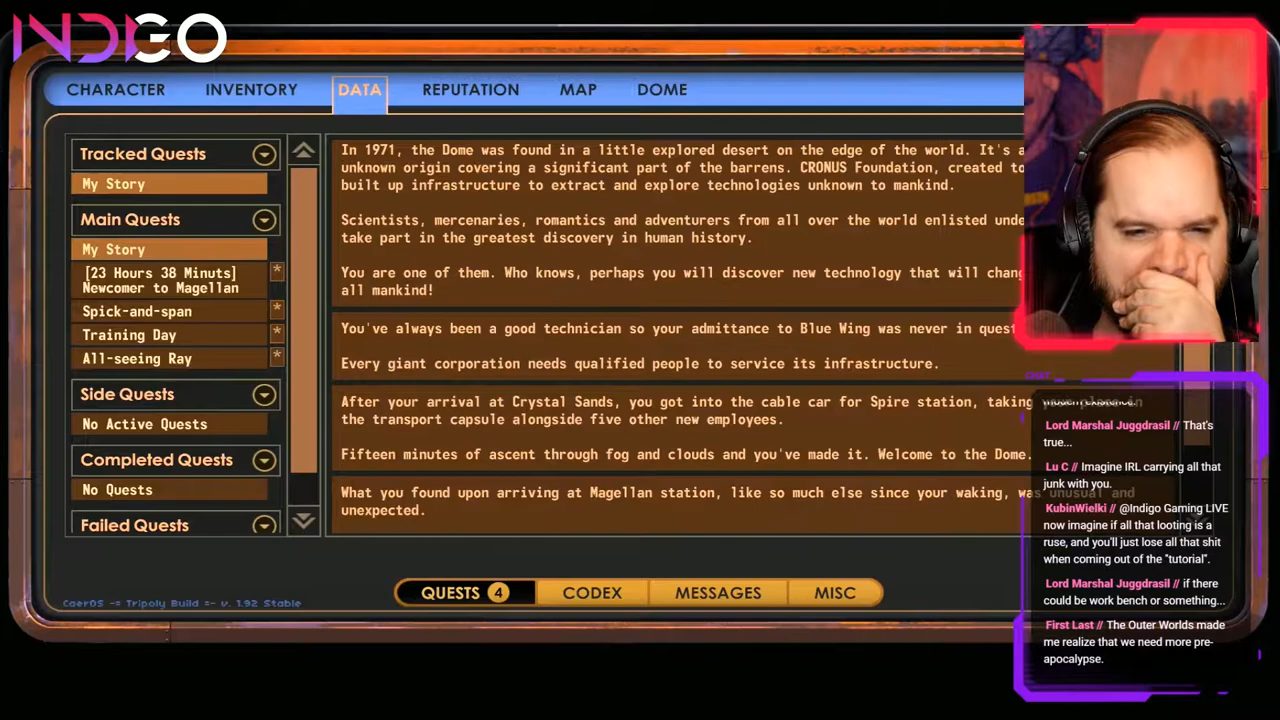 INDIGO
CHARACTER INVENTORY DATA REPUTATION MAP DOME
Tracked Quests
My Story
Main Quests
My Story
[23 Hours 38 Minuts]
Newcomer to Magellan
Spick-and-span
Training Day
All-seeing Ray
Side Quests
No Active Quests
Completed Quests
No Quests
Failed Quests
In 1971, the Dome was found in a little explored desert on the edge of the world. It's a
unknown origin covering a significant part of the barrens. CRONUS Foundation, created to
built up infrastructure to extract and explore technologies unknown to mankind.
Scientists, mercenaries, romantics and adventurers from all over the world enlisted unde
take part in the greatest discovery in human history.
You are one of them. Who knows, perhaps you will discover new technology that will chang
all mankind!
You've always been a good technician so your admittance to Blue Wing was never in quest
Every giant corporation needs qualified people to service its infrastructure.
After your arrival at Crystal Sands, you got into the cable car for Spire station, taking your place in
the transport capsule alongside five other new employees.
Fifteen minutes of ascent through fog and clouds and you've made it. Welcome to the Dome.
What you found upon arriving at Magellan station, like so much else since your waking, was unusual and
unexpected.
Lord Marshal Juggdrasil // That's
true...
Lu C // Imagine IRL carrying all that
junk with you.
KubinWielki // @Indigo Gaming LIVE
now imagine if all that looting is a
ruse, and you'll just lose all that shit
when coming out of the "tutorial".
Lord Marshal Juggdrasil // if there
could be work bench or something...
First Last // The Outer Worlds made
me realize that we need more pre-
apocalypse.
QUESTS 4 CODEX MESSAGES MISC
CaerOS -= Tripoly Build =- v. 1.92 Stable